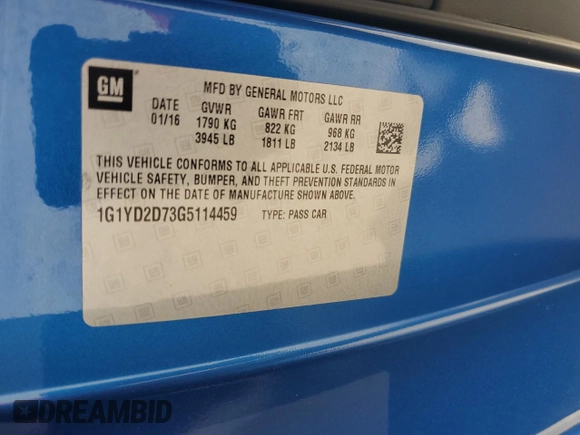 GM
MFD BY GENERAL MOTORS LLC
DATE GVWR GAWR FRT GAWR RR
01/16 1790 KG 822 KG 968 KG
3945 LB 1811 LB 2134 LB
THIS VEHICLE CONFORMS TO ALL APPLICABLE U.S. FEDERAL MOTOR
VEHICLE SAFETY, BUMPER, AND THEFT PREVENTION STANDARDS IN
EFFECT ON THE DATE OF MANUFACTURE SHOWN ABOVE.
1G1YD2D73G5114459 TYPE: PASS CAR
DREAMBID